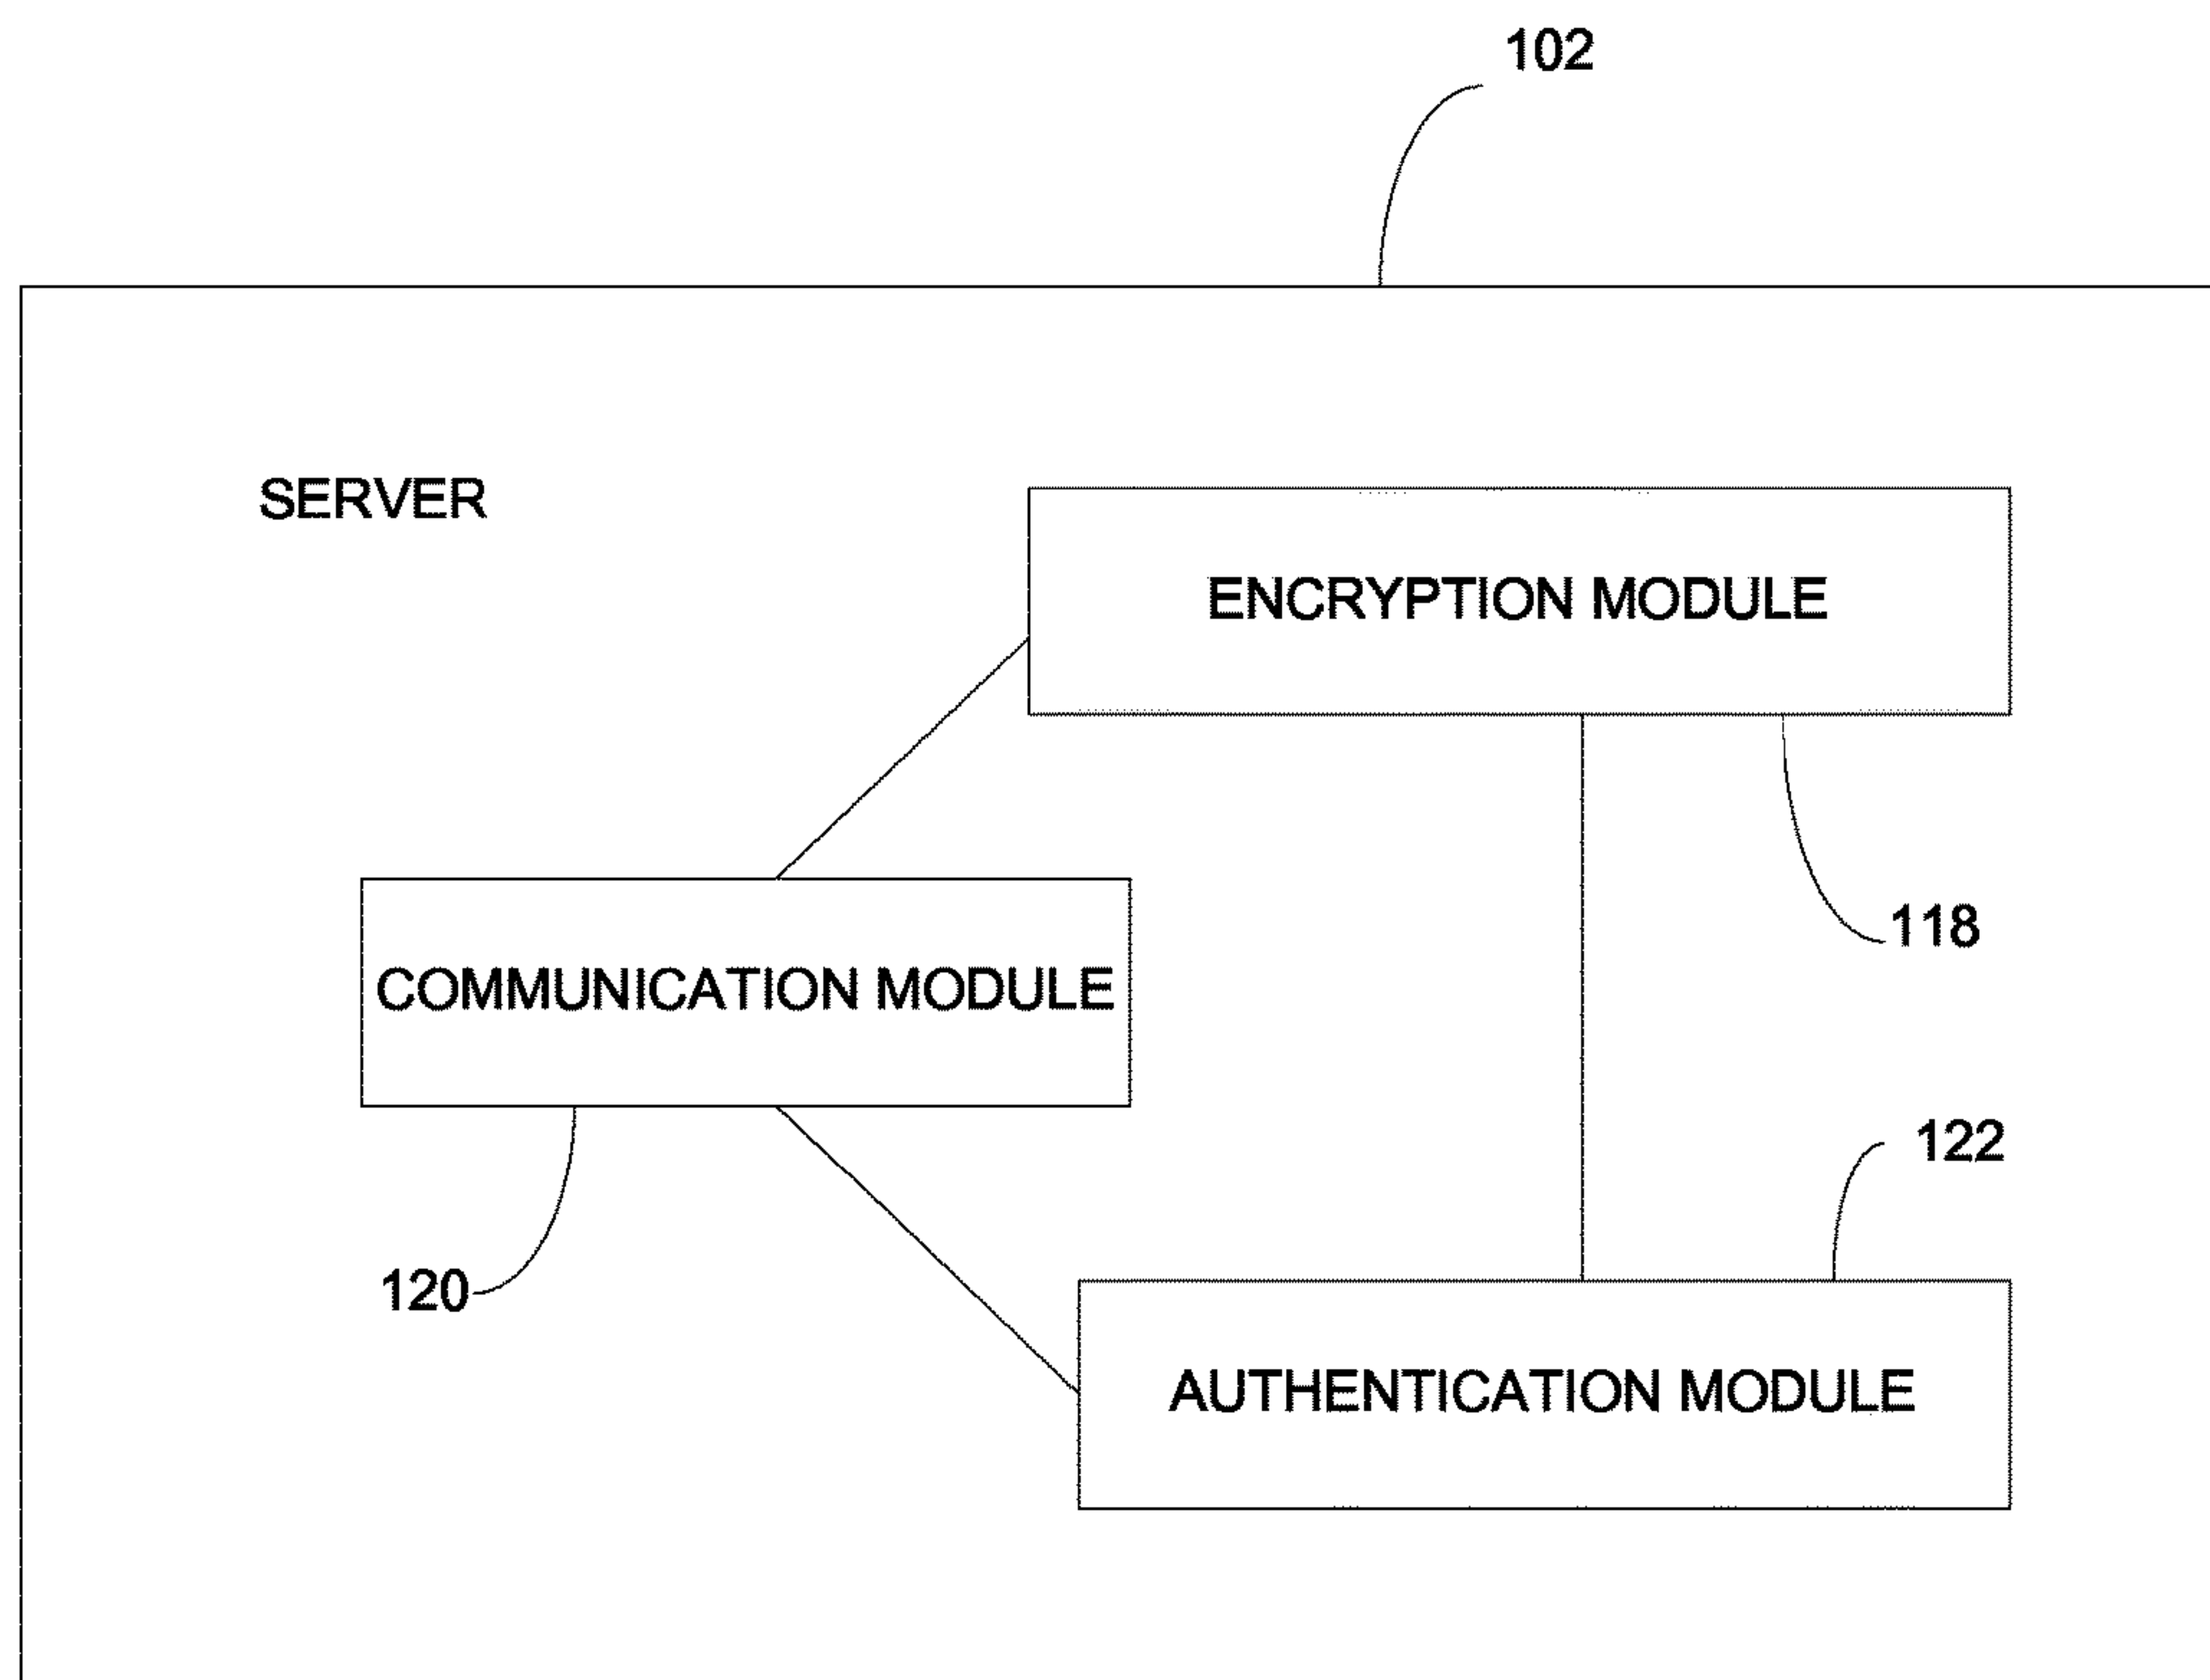 102
SERVER
ENCRYPTION MODULE
118
COMMUNICATION MODULE
122
120
AUTHENTICATION MODULE